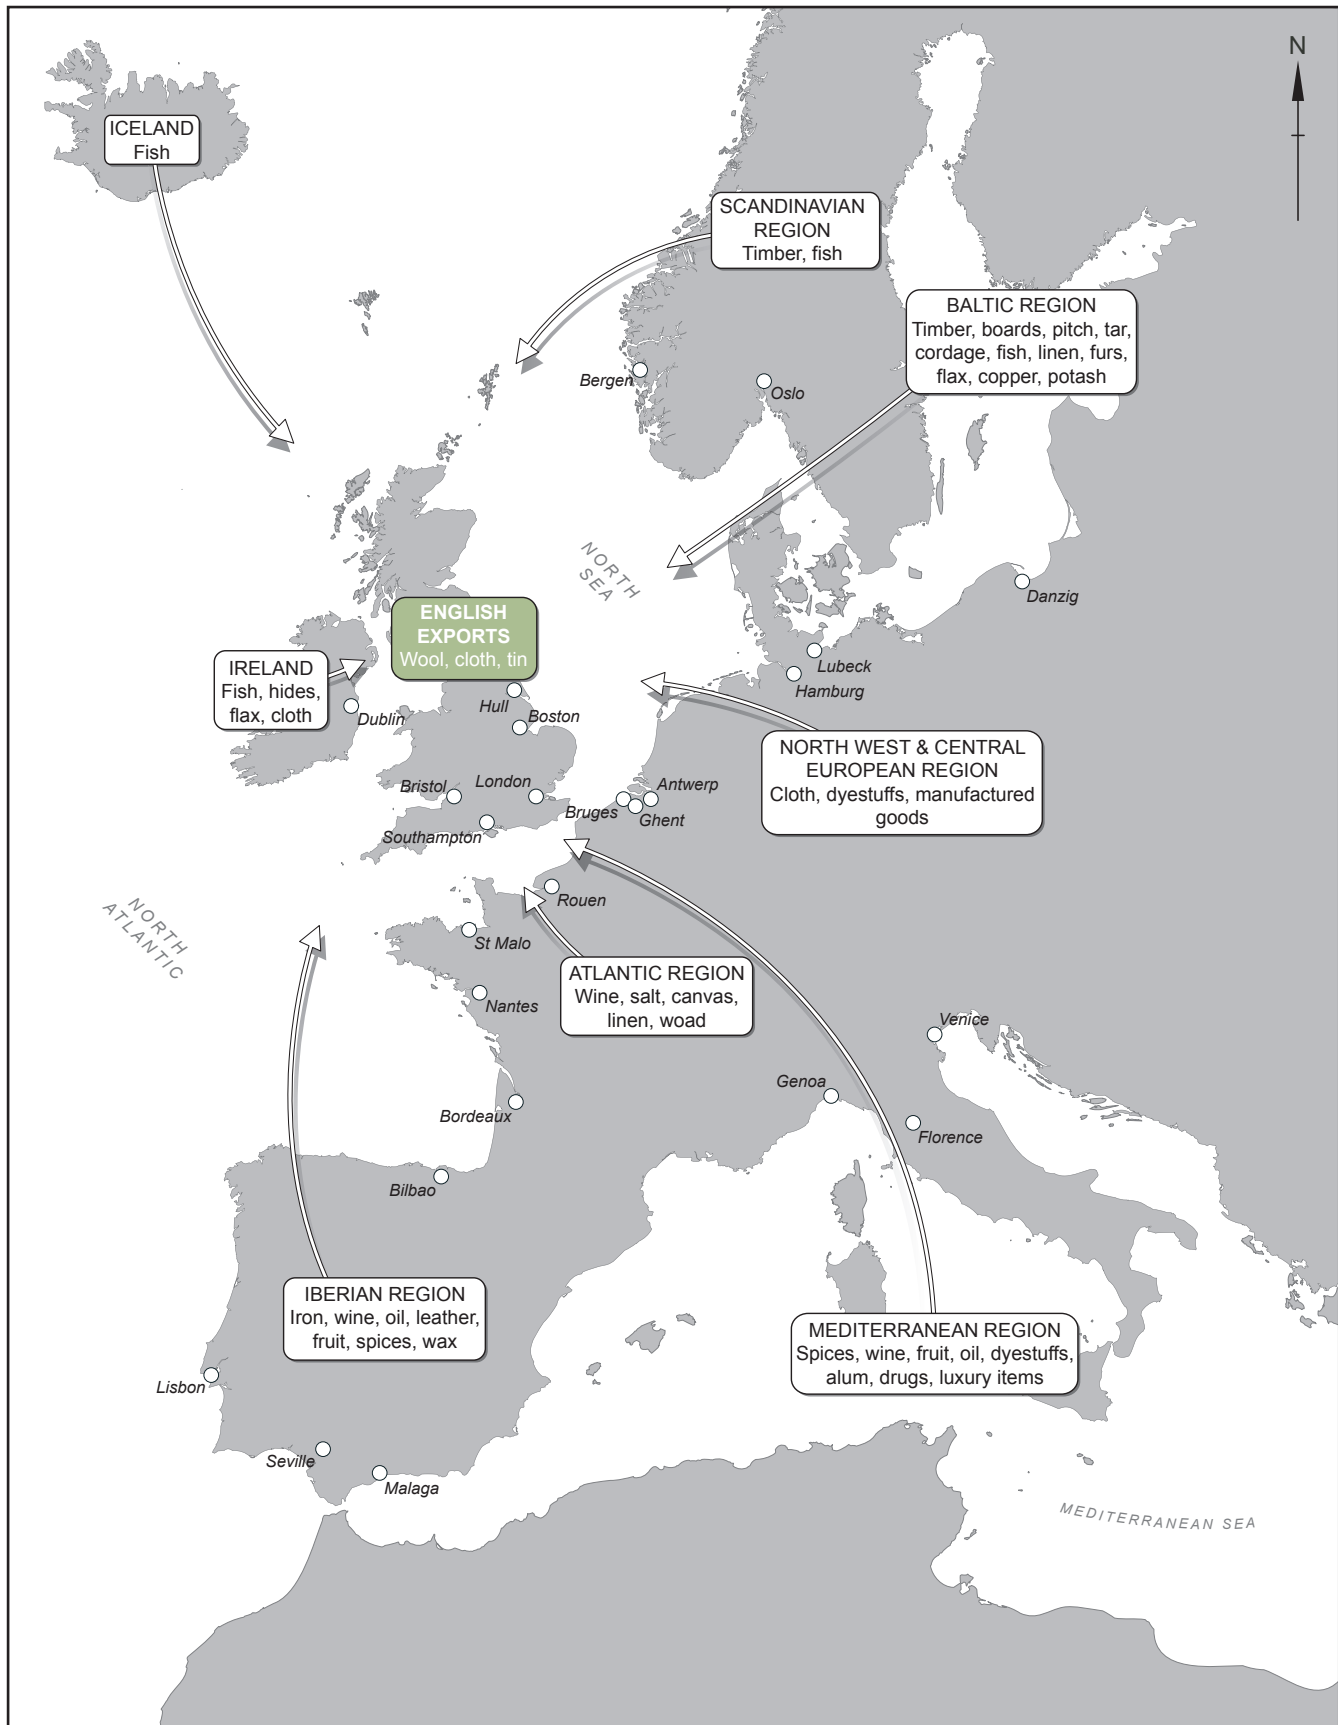 N
ICELAND
Fish
SCANDINAVIAN
REGION
Timber, fish
BALTIC REGION
Timber, boards, pitch, tar,
cordage, fish, linen, furs,
flax, copper, potash
Bergen
Oslo
NORTH
SEA
Danzig
ENGLISH
EXPORTS
Wool, cloth, tin
Lubeck
Hamburg
IRELAND
Fish, hides,
flax, cloth
Dublin
Hull
Boston
NORTH WEST & CENTRAL
EUROPEAN REGION
Cloth, dyestuffs, manufactured
goods
Bristol
London
Antwerp
Bruges
Ghent
Southampton
Rouen
NORTH
ATLANTIC
St Malo
ATLANTIC REGION
Wine, salt, canvas,
linen, woad
Nantes
Venice
Genoa
Bordeaux
Florence
Bilbao
IBERIAN REGION
Iron, wine, oil, leather,
fruit, spices, wax
MEDITERRANEAN REGION
Spices, wine, fruit, oil, dyestuffs,
alum, drugs, luxury items
Lisbon
Seville
Malaga
MEDITERRANEAN SEA